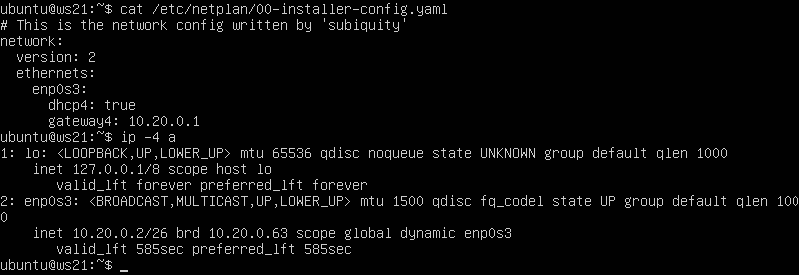 ubuntu@ws21:~$ cat /etc/netplan/00-installer-config.yaml
# This is the network config written by 'subiquity'
network:
  version: 2
  ethernets:
    enp0s3:
      dhcp4: true
      gateway4: 10.20.0.1
ubuntu@ws21:~$ ip -4 a
1: lo: <LOOPBACK,UP,LOWER_UP> mtu 65536 qdisc noqueue state UNKNOWN group default qlen 1000
    inet 127.0.0.1/8 scope host lo
       valid_lft forever preferred_lft forever
2: enp0s3: <BROADCAST,MULTICAST,UP,LOWER_UP> mtu 1500 qdisc fq_codel state UP group default qlen 100
0
    inet 10.20.0.2/26 brd 10.20.0.63 scope global dynamic enp0s3
       valid_lft 585sec preferred_lft 585sec
ubuntu@ws21:~$ _